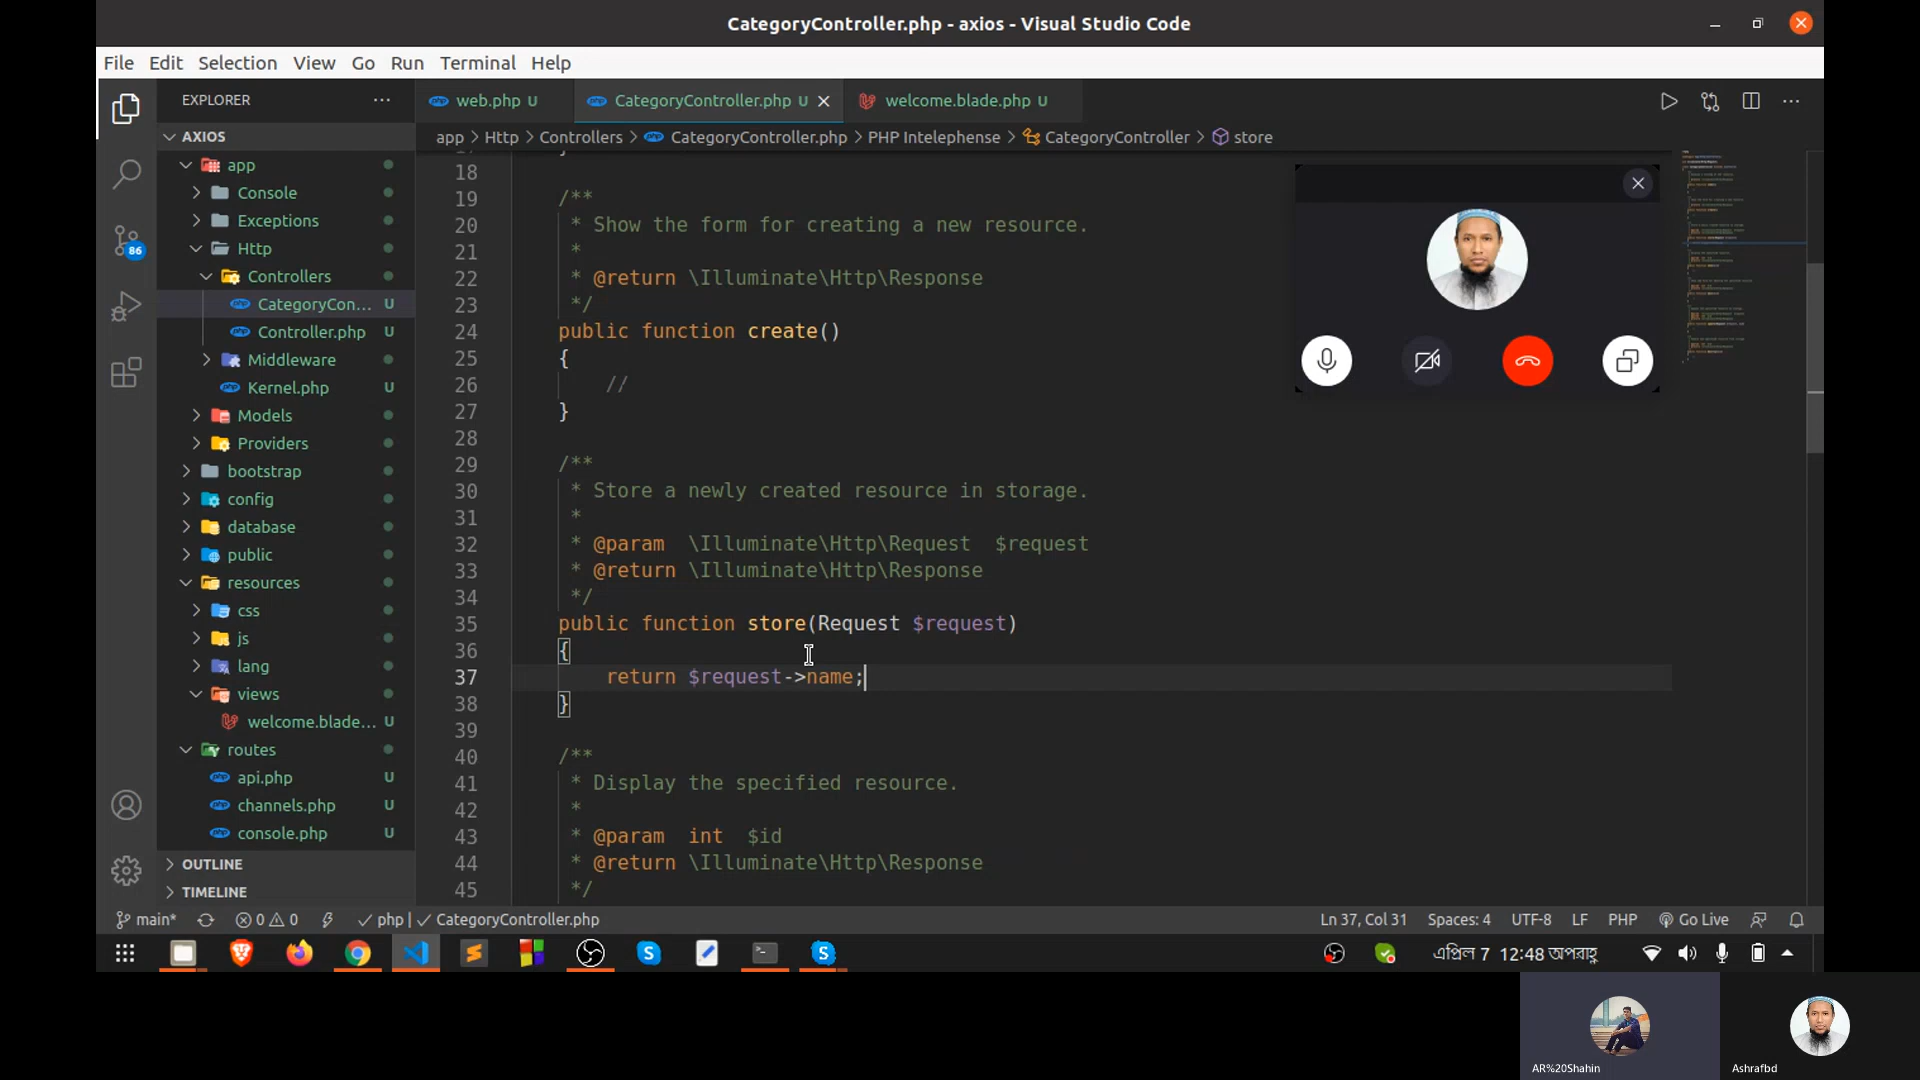 CategoryController.php - axios - Visual Studio Code
File Edit Selection View Go Run Terminal Help
EXPLORER
web.php U
CategoryController.php U
welcome.blade.php U
AXIOS
app > Http > Controllers > CategoryController.php > PHP Intelephense > CategoryController > store
app
Console
Exceptions
Http
Controllers
CategoryCon... U
Controller.php U
Middleware
Kernel.php U
Models
Providers
bootstrap
config
database
public
resources
css
js
lang
views
welcome.blade... U
routes
api.php U
channels.php U
console.php U
OUTLINE
TIMELINE
86
18
19 /**
20 * Show the form for creating a new resource.
21 *
22 * @return \Illuminate\Http\Response
23 */
24 public function create()
25 {
26 //
27 }
28
29 /**
30 * Store a newly created resource in storage.
31 *
32 * @param \Illuminate\Http\Request $request
33 * @return \Illuminate\Http\Response
34 */
35 public function store(Request $request)
36 {
37 return $request->name;
38 }
39
40 /**
41 * Display the specified resource.
42 *
43 * @param int $id
44 * @return \Illuminate\Http\Response
45 */
main* 0 0 php | CategoryController.php
Ln 37, Col 31 Spaces: 4 UTF-8 LF PHP Go Live
এপ্রিল 7 12:48 অপরাহ্ণ
AR%20Shahin
Ashrafbd